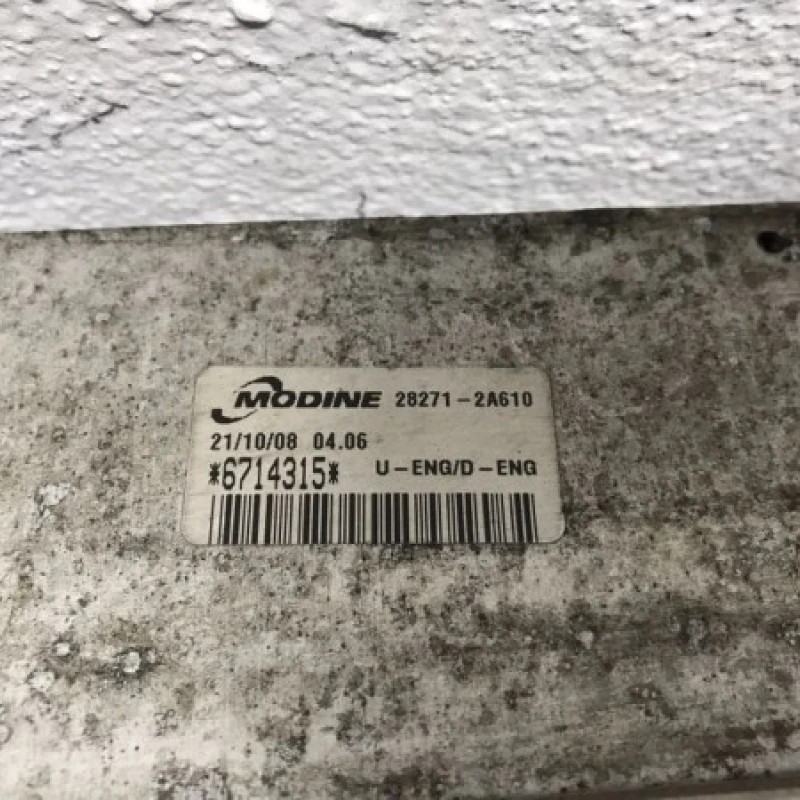 MODINE 28271-2A610
21/10/08 04.06
*6714315* U-ENG/D-ENG